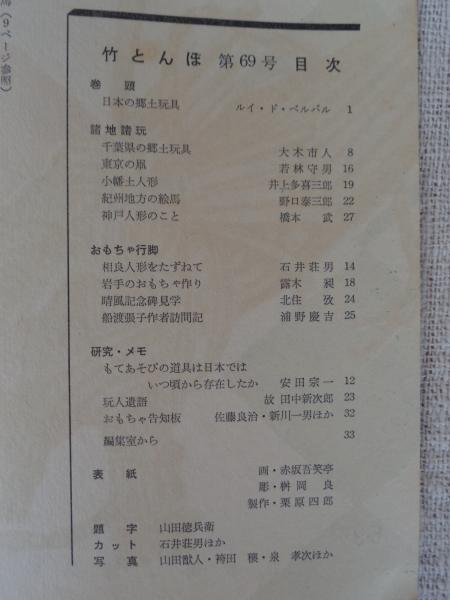 馬（9ページ参照）
竹とんぼ 第69号 目次
巻頭
日本の郷土玩具 ルイ・ド・ベルバル 1
諸地諸玩
千葉県の郷土玩具 大木市人 8
東京の凧 若林守男 16
小幡土人形 井上多喜三郎 19
紀州地方の絵馬 野口泰三郎 22
神戸人形のこと 橋本武 27
おもちゃ行脚
相良人形をたずねて 石井荘男 14
岩手のおもちゃ作り 露木昶 18
晴風記念碑見学 北住 24
船渡張子作者訪問記 浦野慶吉 25
研究・メモ
もてあそびの道具は日本では
いつ頃から存在したか 安田宗一 12
玩人遺語 故 田中新次郎 23
おもちゃ告知板 佐藤良治・新川一男ほか 32
編集室から 33
表紙 画・赤坂吾笑亭
彫・桝岡良
製作・栗原四郎
題字 山田徳兵衛
カット 石井荘男ほか
写真 山田獣人・袴田穣・泉孝次ほか